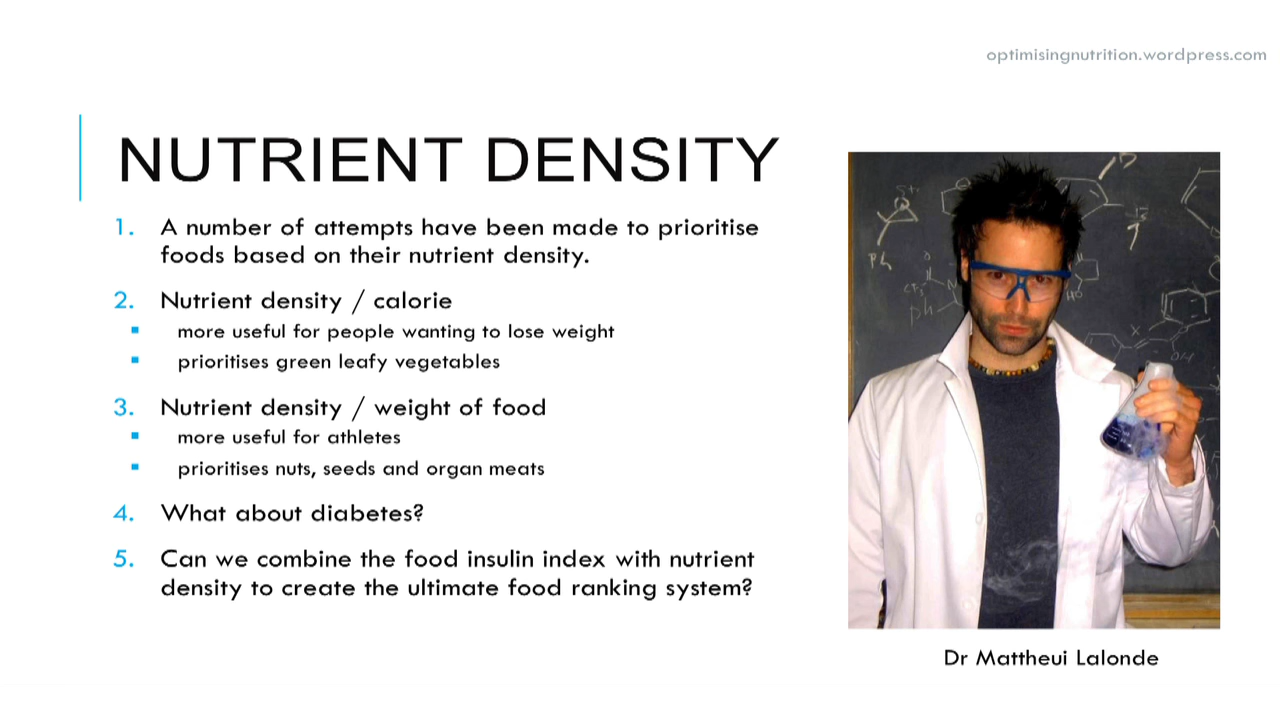 optimisingnutrition.wordpress.com
NUTRIENT DENSITY
1. A number of attempts have been made to prioritise
foods based on their nutrient density.
2. Nutrient density / calorie
▪ more useful for people wanting to lose weight
▪ prioritises green leafy vegetables
3. Nutrient density / weight of food
▪ more useful for athletes
▪ prioritises nuts, seeds and organ meats
4. What about diabetes?
5. Can we combine the food insulin index with nutrient
density to create the ultimate food ranking system?
Ph
ph
HO
X
OH
Dr Mattheui Lalonde